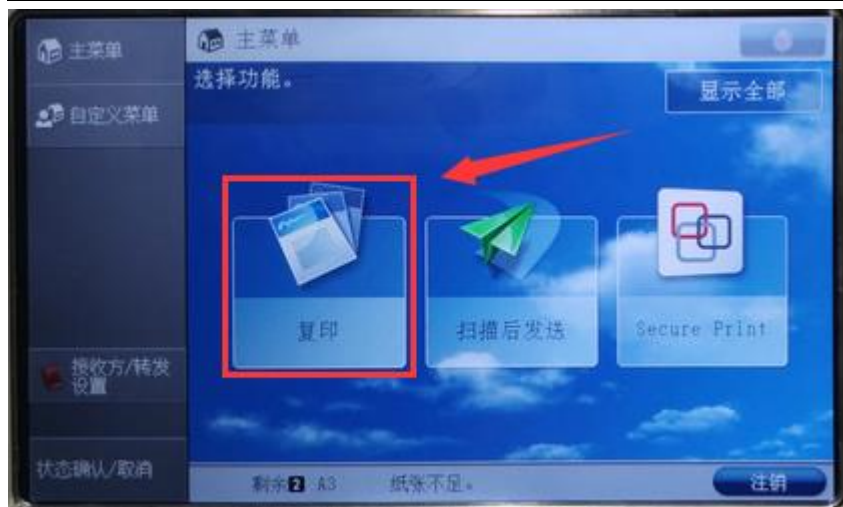 主菜单
自定义菜单
接收方/转发
设置
状态确认/取消
主菜单
选择功能。
显示全部
复印
扫描后发送
Secure Print
剩余2 A3 纸张不足。
注销